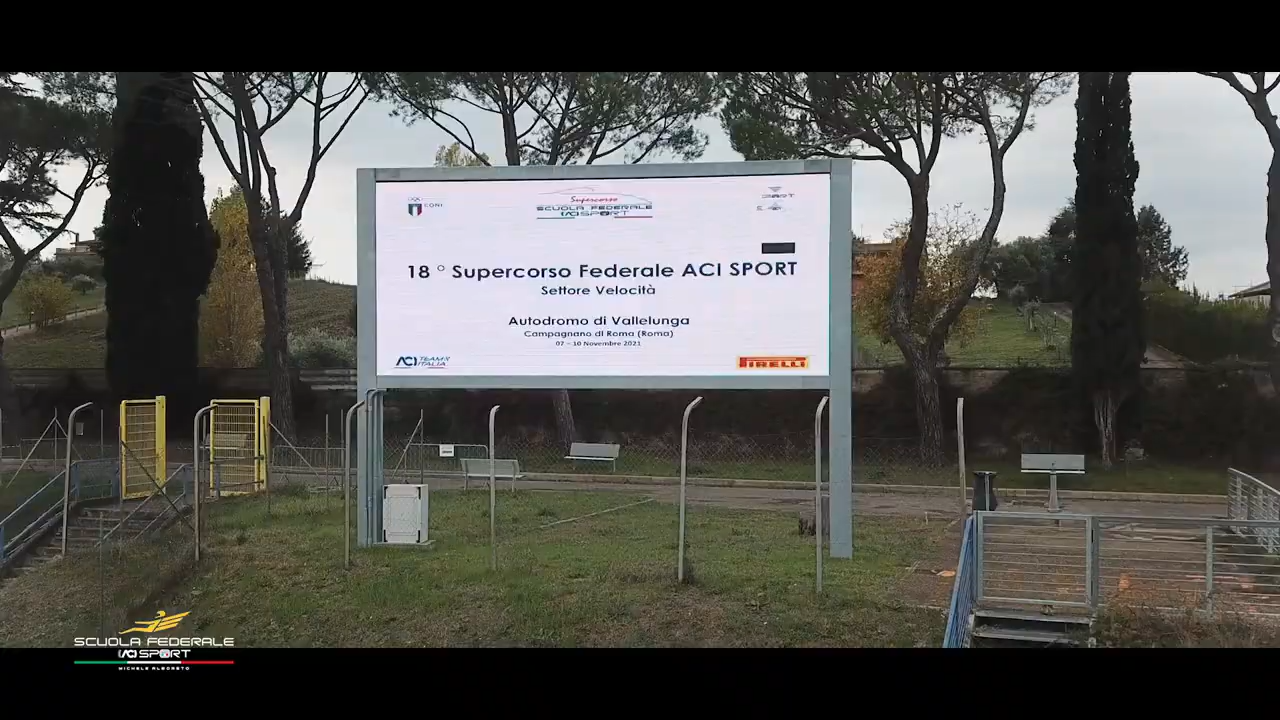 CONI
Supercorso
SCUOLA FEDERALE
ACI SPORT
18° Supercorso Federale ACI SPORT
Settore Velocità
Autodromo di Vallelunga
Campagnano di Roma (Roma)
07 - 10 Novembre 2021
ACI TEAM
ITALIA
PIRELLI
SCUOLA FEDERALE
ACI SPORT
MICHELE ALBORETO